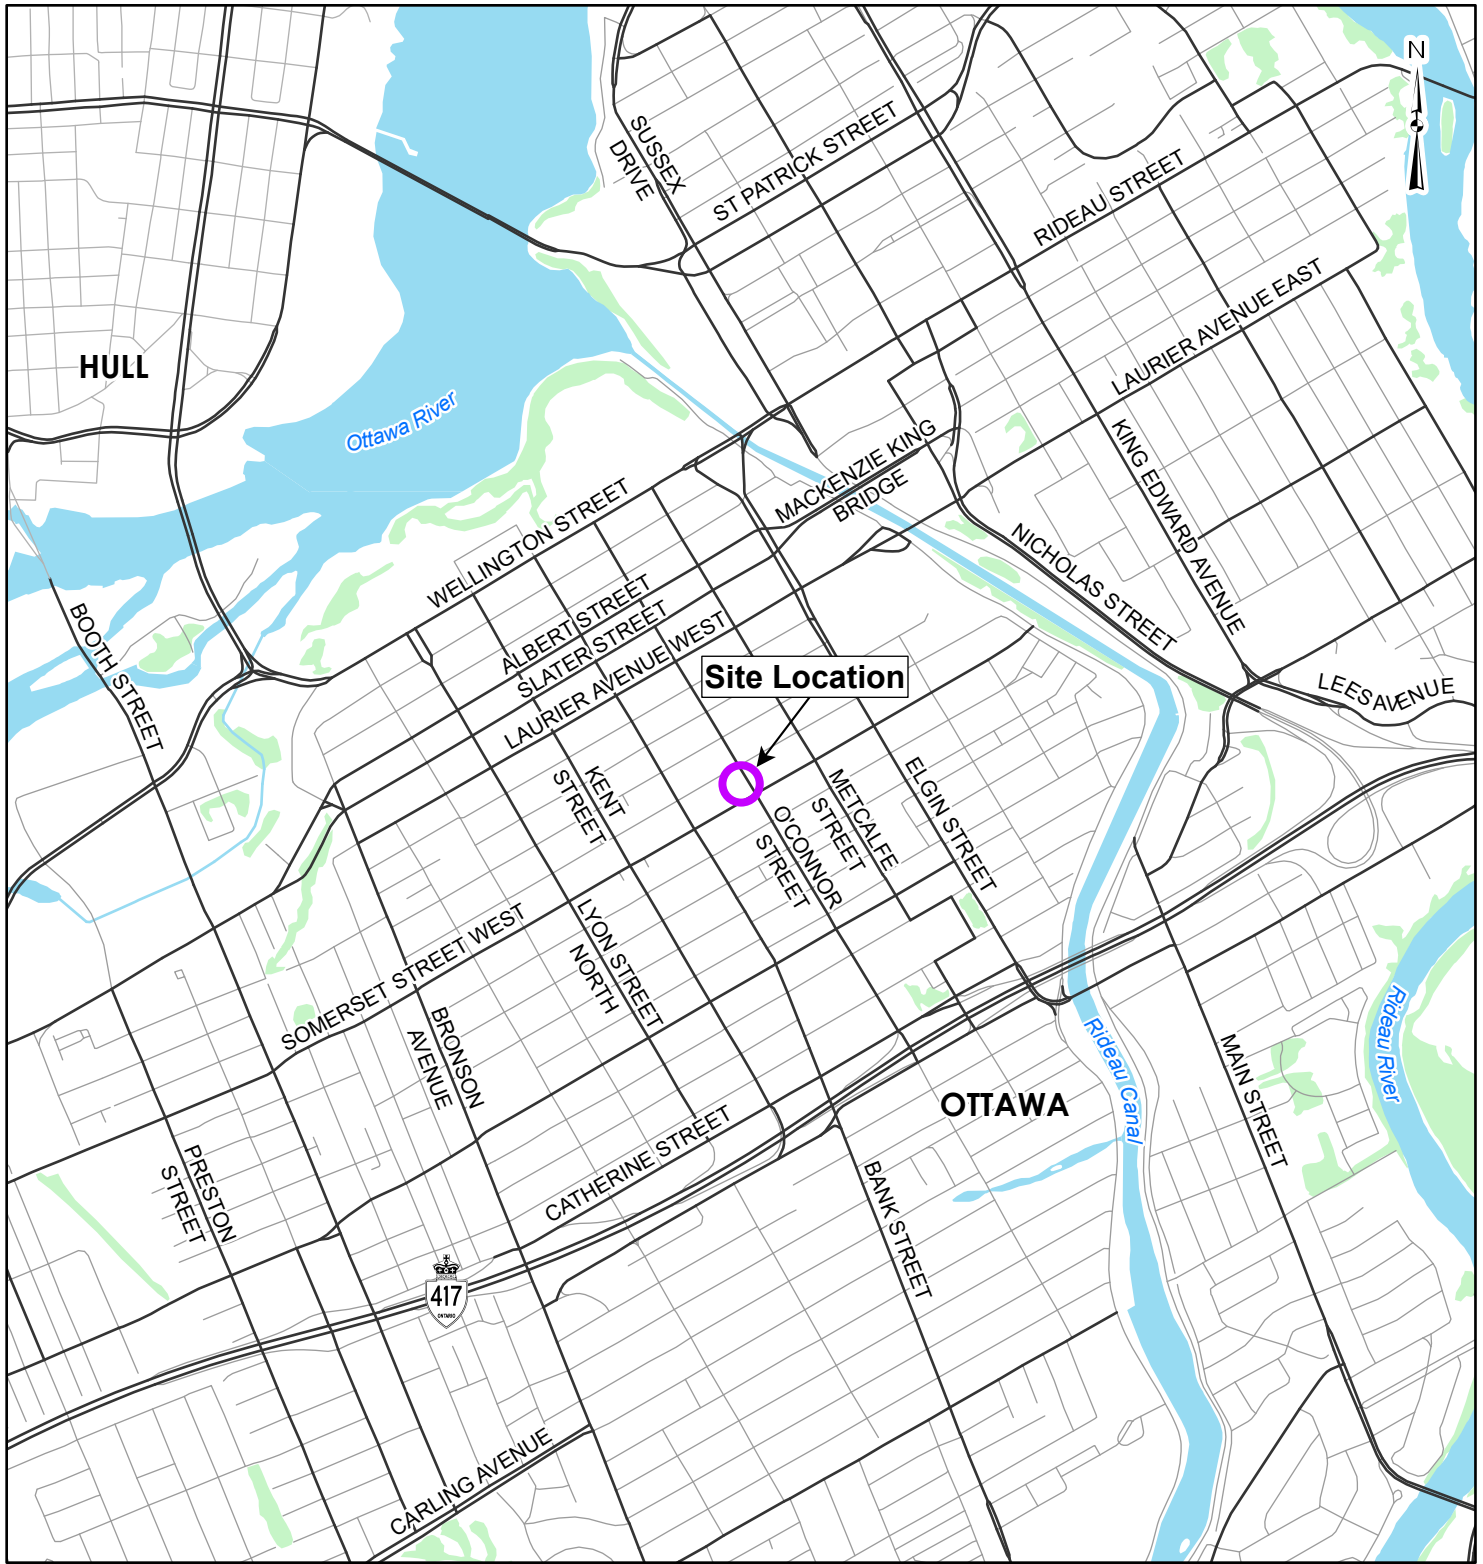 N
SUSSEX
DRIVE
ST PATRICK STREET
RIDEAU STREET
LAURIER AVENUE EAST
HULL
Ottawa River
MACKENZIE KING
BRIDGE
KING EDWARD AVENUE
WELLINGTON STREET
NICHOLAS STREET
ALBERT STREET
SLATER STREET
LAURIER AVENUE WEST
BOOTH STREET
Site Location
LEES AVENUE
KENT
STREET
METCALFE
STREET
ELGIN STREET
O'CONNOR
STREET
LYON STREET
NORTH
SOMERSET STREET WEST
BRONSON
AVENUE
Rideau River
Rideau Canal
MAIN STREET
OTTAWA
CATHERINE STREET
PRESTON
STREET
BANK STREET
417
ONTARIO
CARLING AVENUE